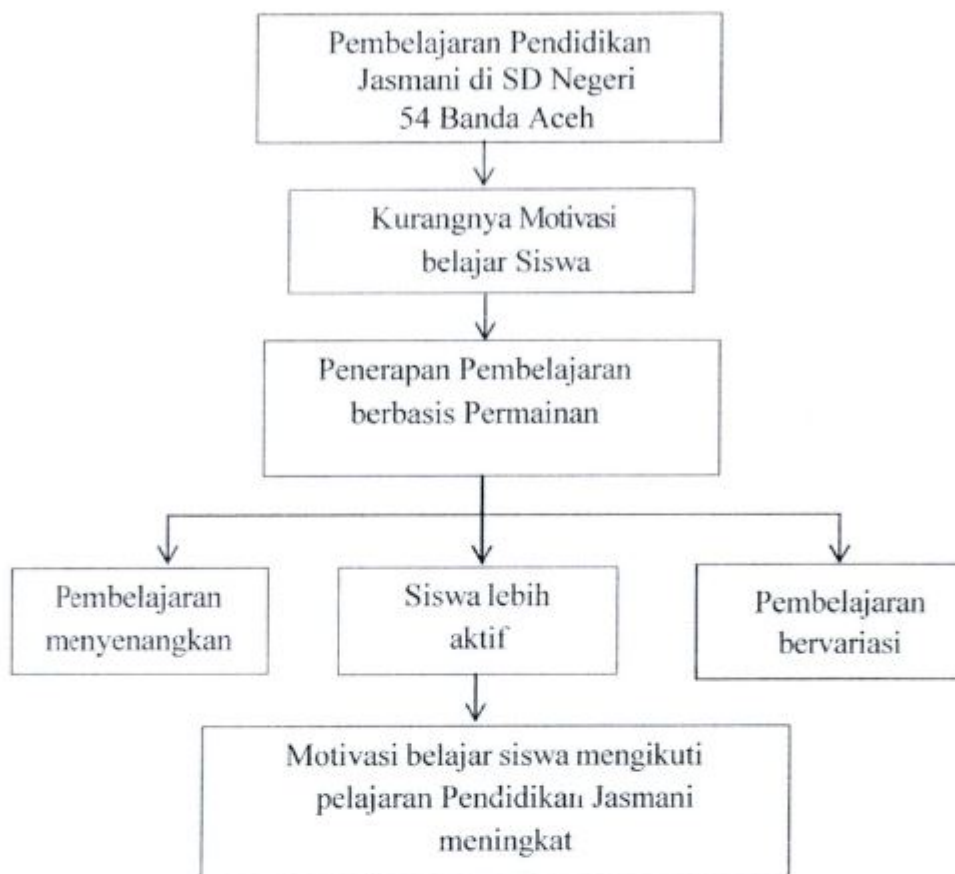 Pembelajaran Pendidikan
Jasmani di SD Negeri
54 Banda Aceh
Kurangnya Motivasi
belajar Siswa
Penerapan Pembelajaran
berbasis Permainan
Pembelajaran
menyenangkan
Siswa lebih
aktif
Pembelajaran
bervariasi
Motivasi belajar siswa mengikuti
pelajaran Pendidikan Jasmani
meningkat